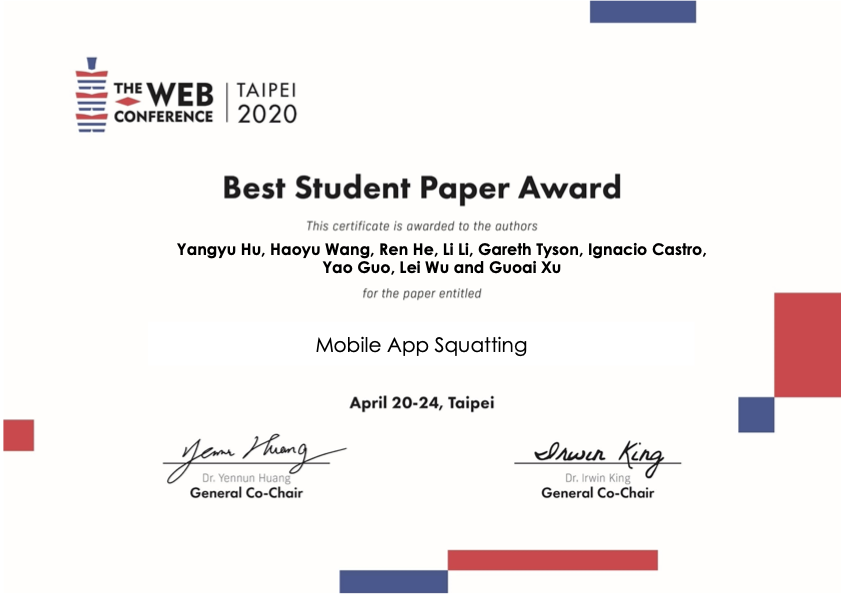 THE WEB
CONFERENCE
TAIPEI
2020
Best Student Paper Award
This certificate is awarded to the authors
Yangyu Hu, Haoyu Wang, Ren He, Li Li, Gareth Tyson, Ignacio Castro,
Yao Guo, Lei Wu and Guoai Xu
for the paper entitled
Mobile App Squatting
April 20-24, Taipei
Yennun Huang
Irwin King
Dr. Yennun Huang
Dr. Irwin King
General Co-Chair
General Co-Chair